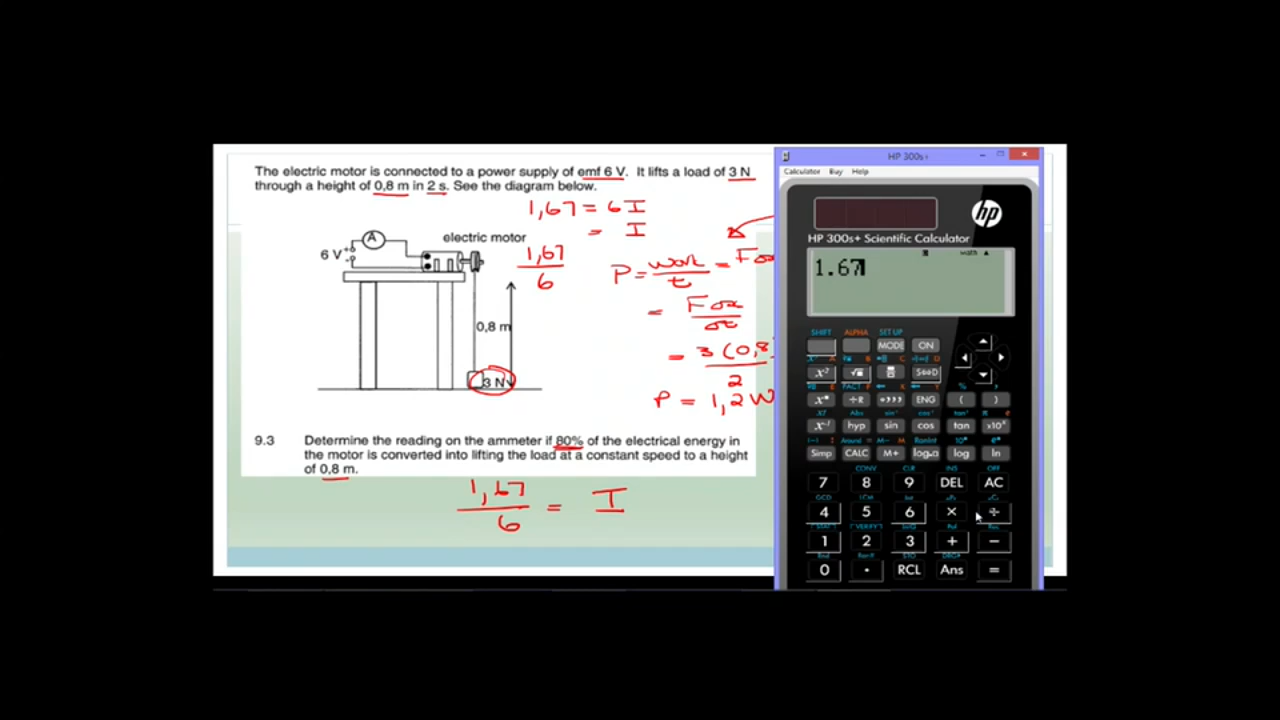 The electric motor is connected to a power supply of emf 6 V. It lifts a load of 3 N
through a height of 0,8 m in 2 s. See the diagram below.
1,67 = 6 I
= I
1,67
6
A
6 V
electric motor
0,8 m
3 N
P = work = F
t
= F
= 3 (0,8
2
P = 1,2 W
9.3 Determine the reading on the ammeter if 80% of the electrical energy in
the motor is converted into lifting the load at a constant speed to a height
of 0,8 m.
1,67 = I
6
HP 300s+
Calculator Buy Help
hp
HP 300s+ Scientific Calculator
1.67
SHIFT ALPHA SET UP
MODE ON
S⇔D
ENG ( )
hyp sin cos tan
Simp CALC M+ log ln
7 8 9 DEL AC
4 5 6 × ÷
1 2 3 + −
0 . RCL Ans =